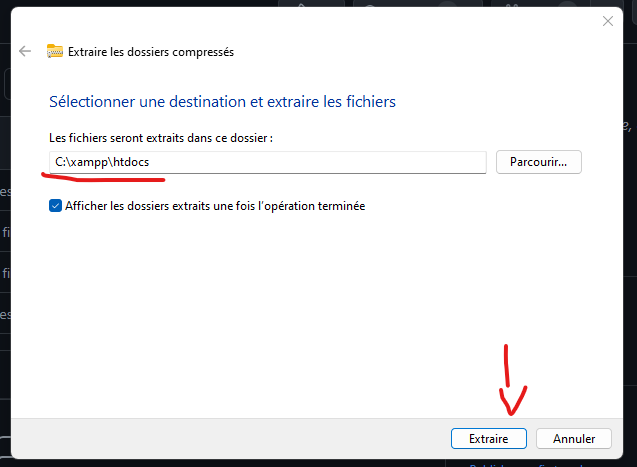 Extraire les dossiers compressés
Sélectionner une destination et extraire les fichiers
Les fichiers seront extraits dans ce dossier :
C:\xampp\htdocs
Parcourir...
Afficher les dossiers extraits une fois l’opération terminée
Extraire
Annuler